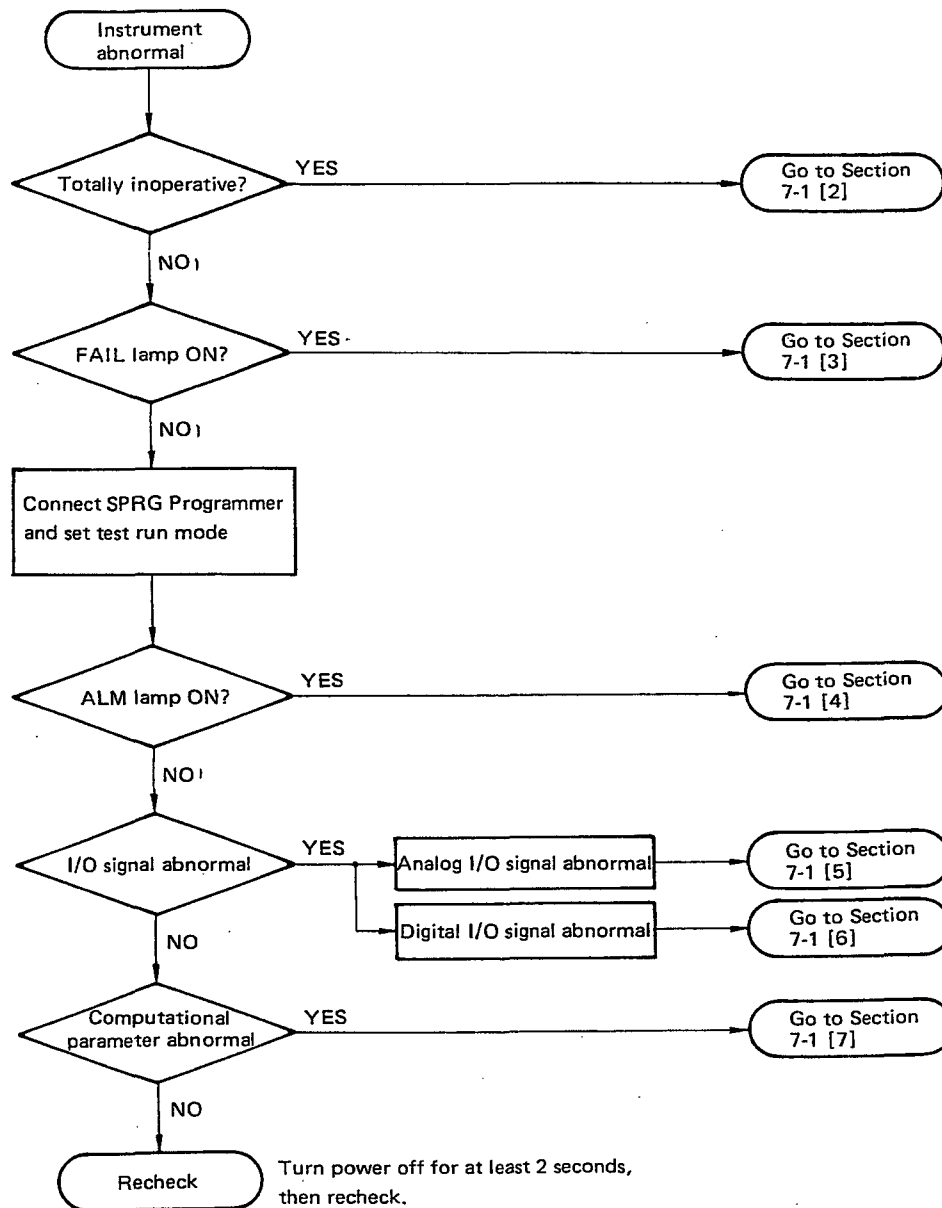 Instrument
abnormal
Totally inoperative?
YES
Go to Section
7-1 [2]
NO
FAIL lamp ON?
YES
Go to Section
7-1 [3]
NO
Connect SPRG Programmer
and set test run mode
ALM lamp ON?
YES
Go to Section
7-1 [4]
NO
I/O signal abnormal
YES
Analog I/O signal abnormal
Go to Section
7-1 [5]
Digital I/O signal abnormal
Go to Section
7-1 [6]
NO
Computational
parameter abnormal
YES
Go to Section
7-1 [7]
NO
Recheck
Turn power off for at least 2 seconds,
then recheck.